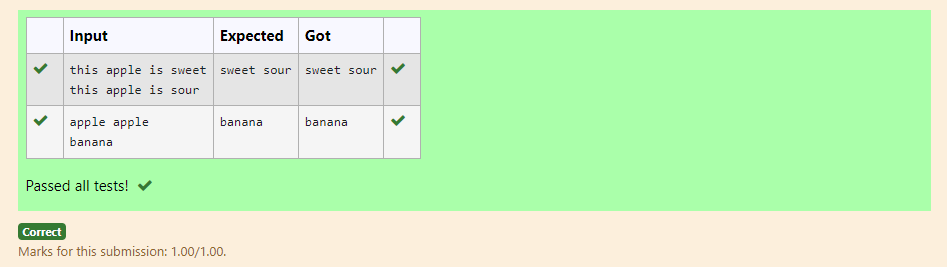 Input Expected Got
this apple is sweet sweet sour sweet sour
this apple is sour
apple apple banana banana
banana
Passed all tests!
Correct
Marks for this submission: 1.00/1.00.